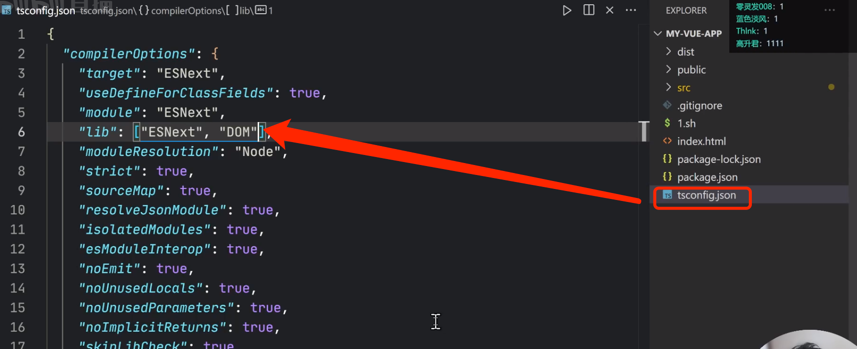 tsconfig.json tsconfig.json\{} compilerOptions\[ ]lib\abc 1
1 {
2 "compilerOptions": {
3 "target": "ESNext",
4 "useDefineForClassFields": true,
5 "module": "ESNext",
6 "lib": ["ESNext", "DOM"],
7 "moduleResolution": "Node",
8 "strict": true,
9 "sourceMap": true,
10 "resolveJsonModule": true,
11 "isolatedModules": true,
12 "esModuleInterop": true,
13 "noEmit": true,
14 "noUnusedLocals": true,
15 "noUnusedParameters": true,
16 "noImplicitReturns": true,
17 "skipLibCheck": true
EXPLORER
MY-VUE-APP
dist
public
src
.gitignore
$ 1.sh
index.html
{} package-lock.json
{} package.json
TS tsconfig.json
零灵发008: 1
蓝色淡风: 1
ThInk: 1
高升君: 1111